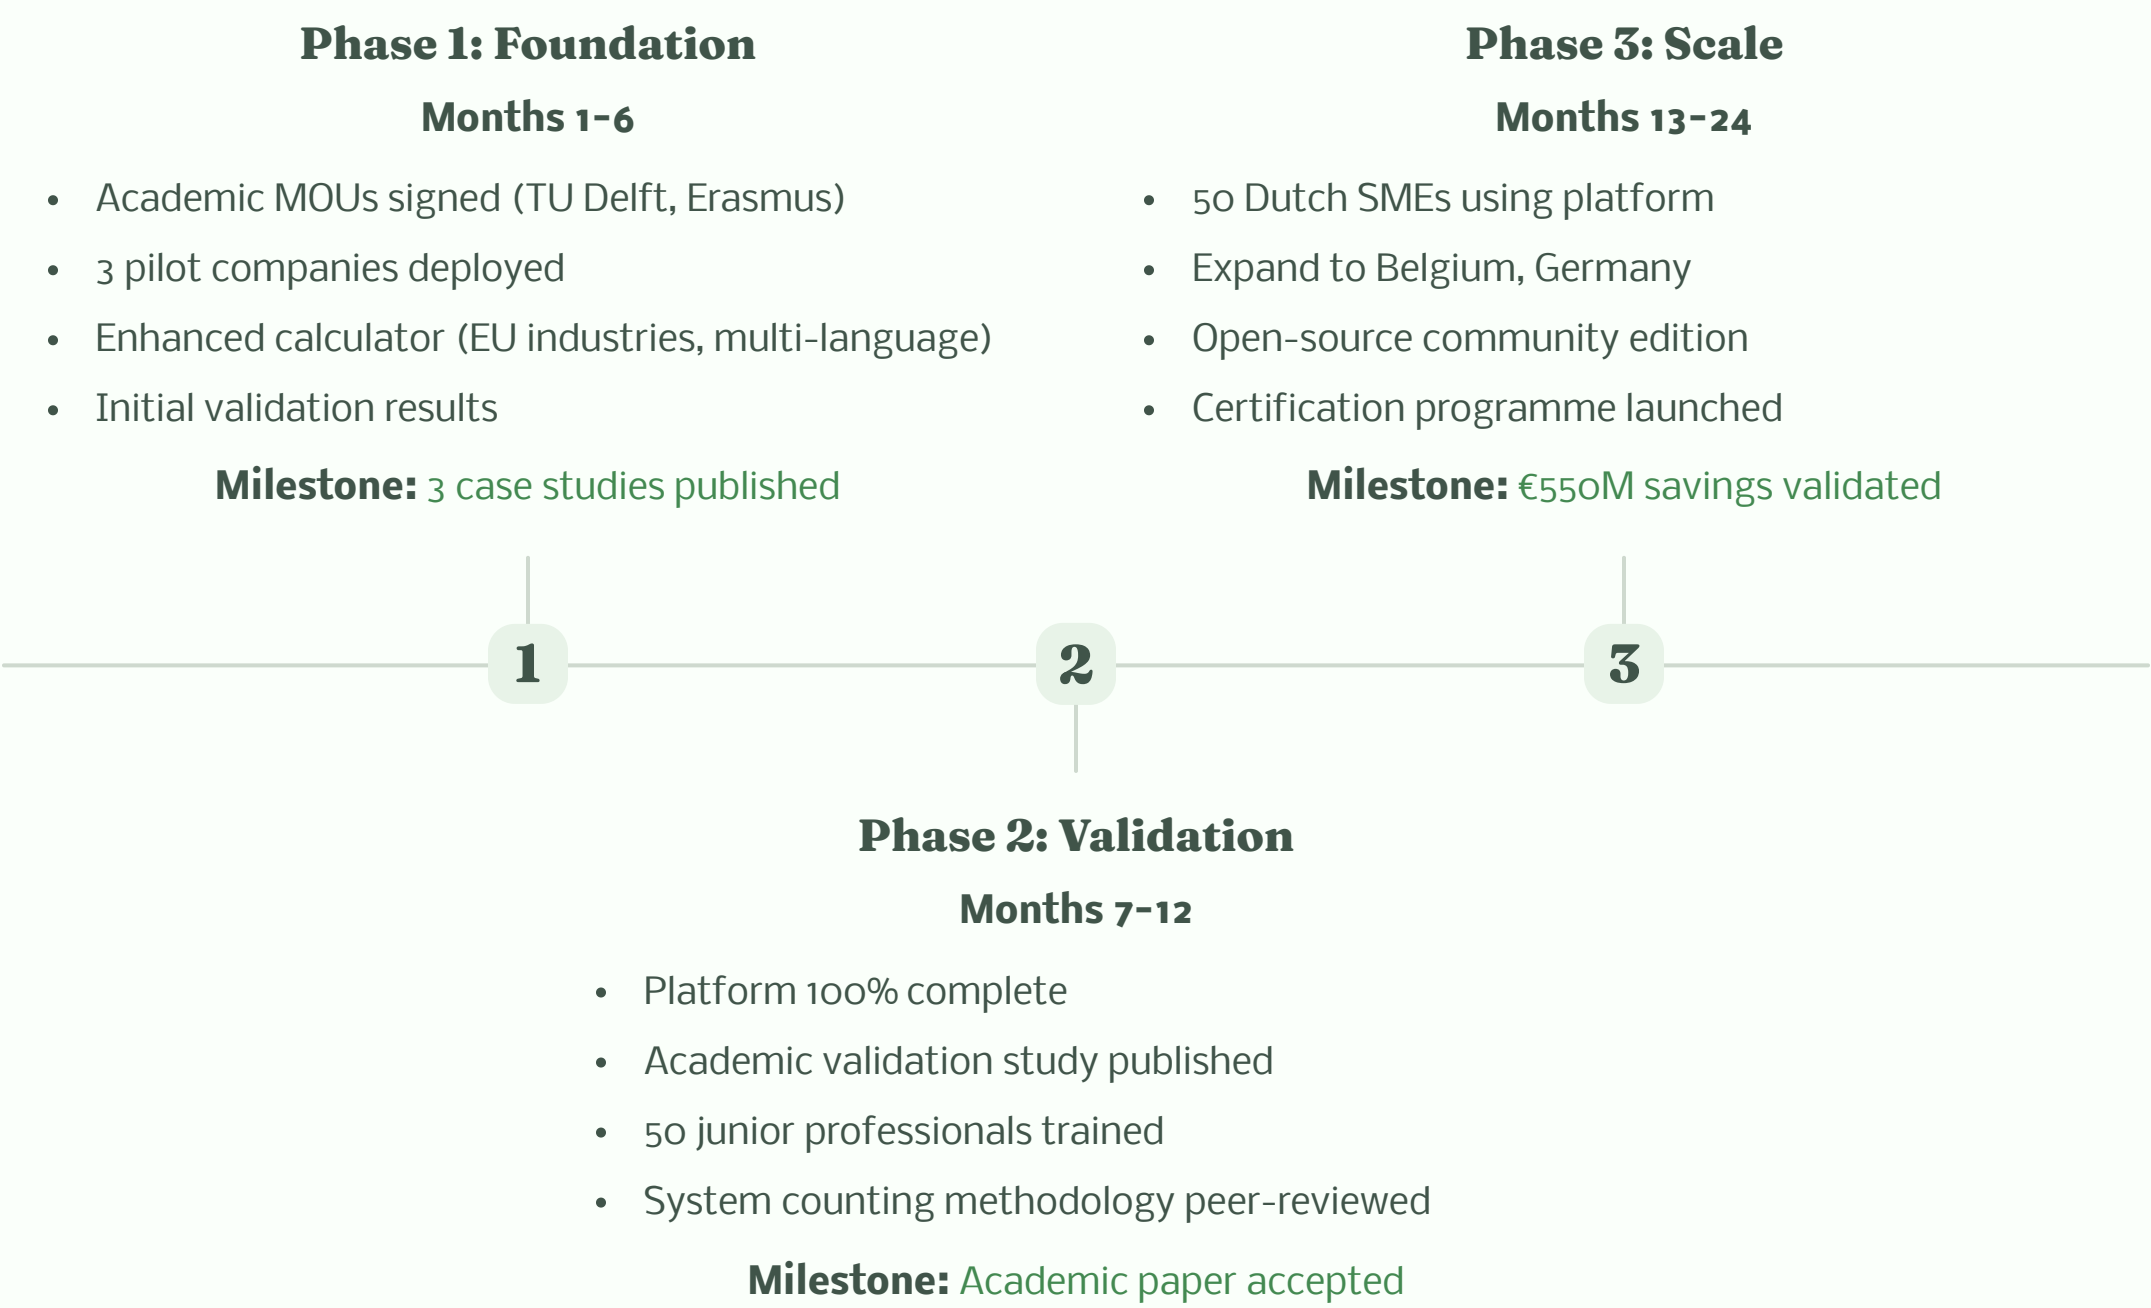 Phase 1: Foundation
Months 1-6
• Academic MOUs signed (TU Delft, Erasmus)
• 3 pilot companies deployed
• Enhanced calculator (EU industries, multi-language)
• Initial validation results
Milestone: 3 case studies published
Phase 3: Scale
Months 13-24
• 50 Dutch SMEs using platform
• Expand to Belgium, Germany
• Open-source community edition
• Certification programme launched
Milestone: €550M savings validated
1
2
3
Phase 2: Validation
Months 7-12
• Platform 100% complete
• Academic validation study published
• 50 junior professionals trained
• System counting methodology peer-reviewed
Milestone: Academic paper accepted